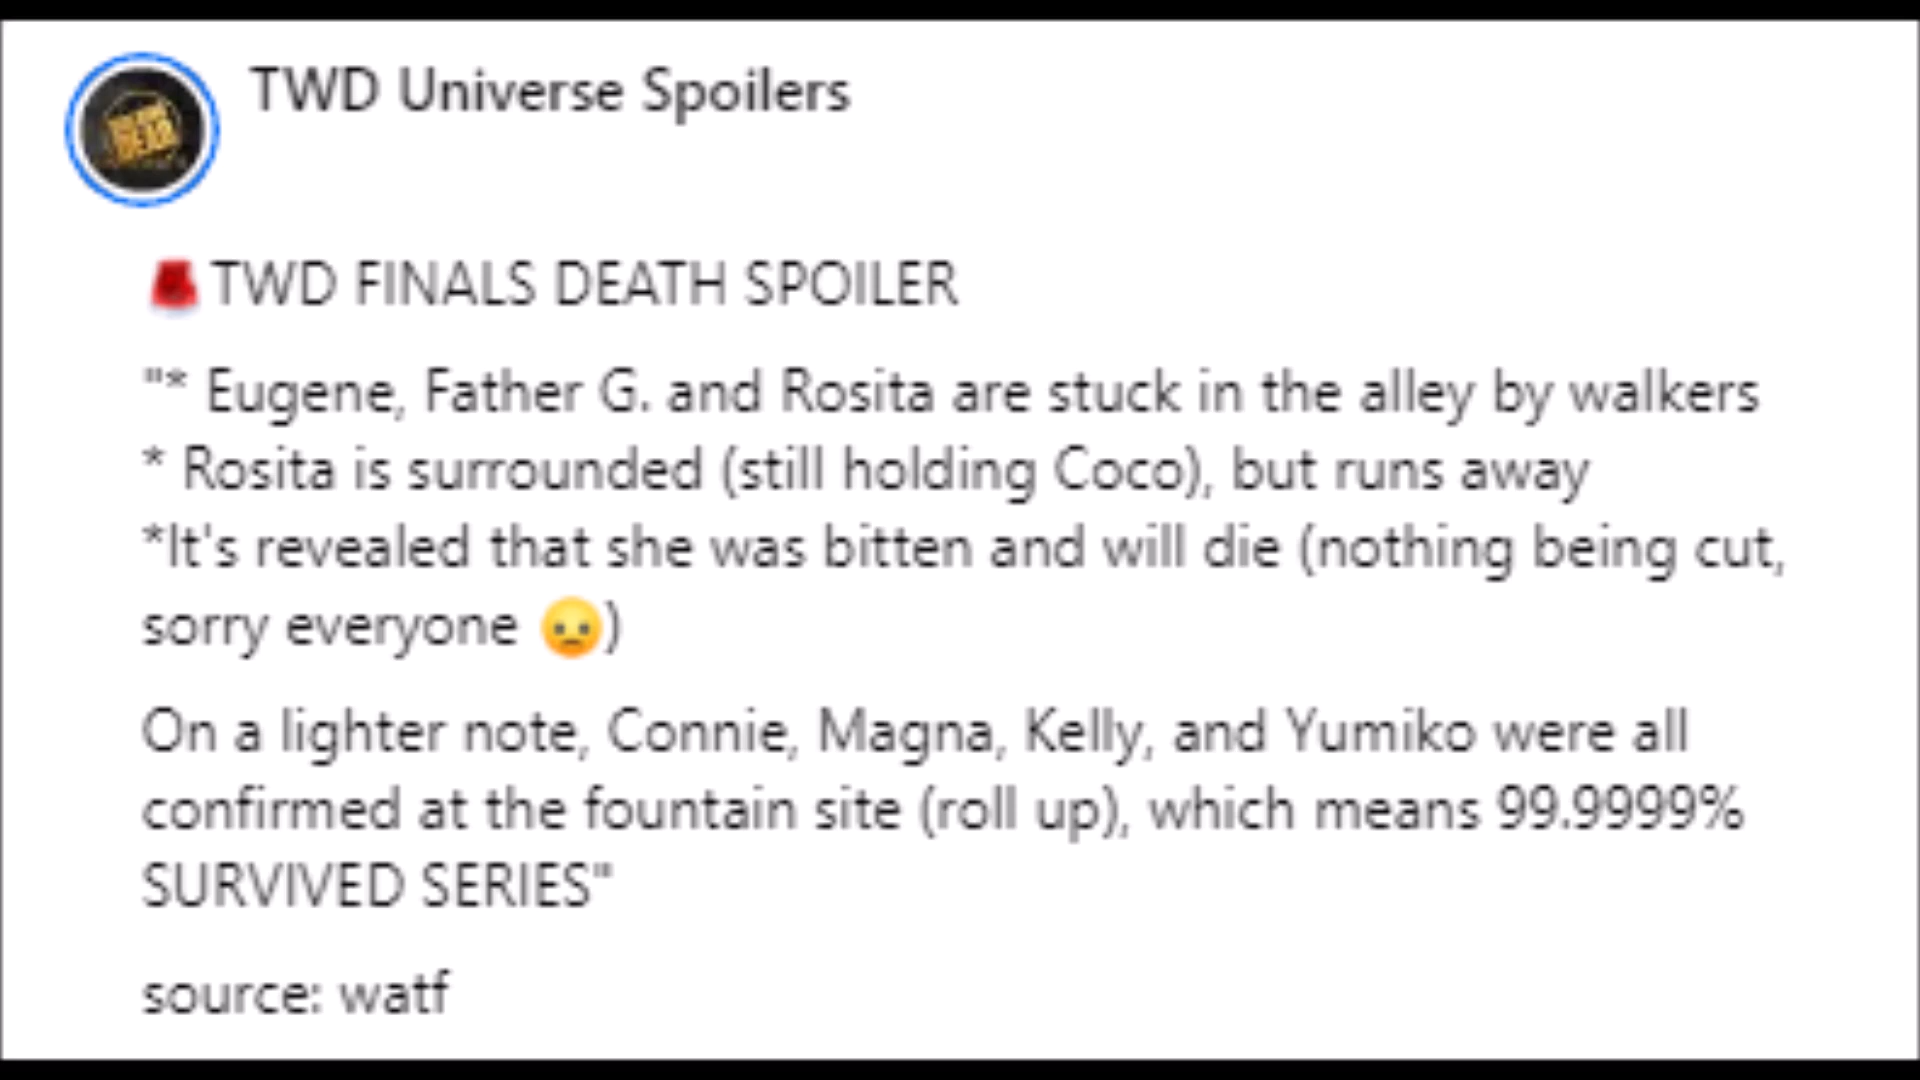 TWD Universe Spoilers
🚨TWD FINALS DEATH SPOILER
"* Eugene, Father G. and Rosita are stuck in the alley by walkers
* Rosita is surrounded (still holding Coco), but runs away
*It's revealed that she was bitten and will die (nothing being cut,
sorry everyone 😞)
On a lighter note, Connie, Magna, Kelly, and Yumiko were all
confirmed at the fountain site (roll up), which means 99.9999%
SURVIVED SERIES"
source: watf